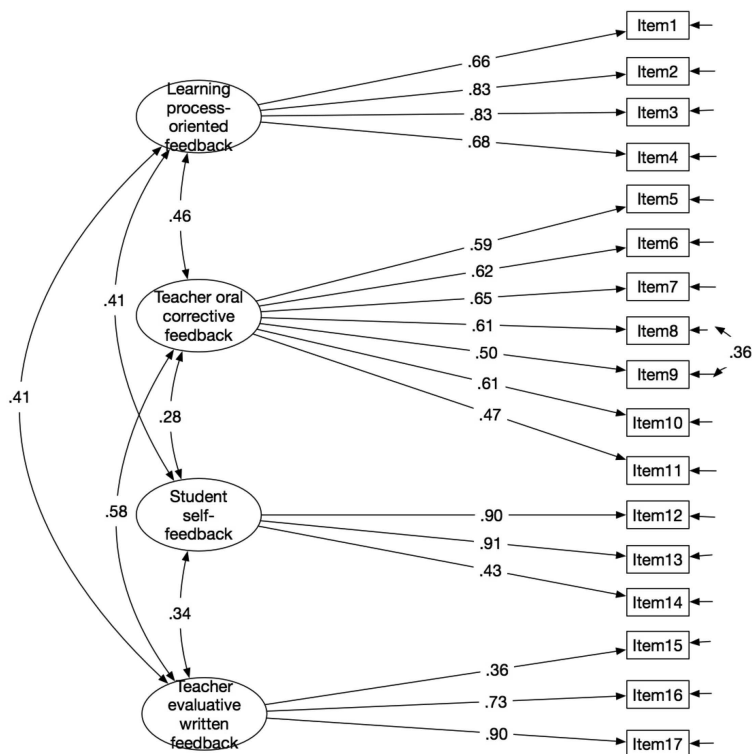 Item1
.66
Item2
.83
Learning
process-
oriented
feedback
Item3
.83
.68
Item4
Item5
.46
.59
Item6
.62
Item7
.65
.41
Teacher oral
corrective
feedback
.61
Item8
.36
.50
Item9
.61
.41
.28
.47
Item10
Item11
Student
self-
feedback
.58
.90
Item12
.91
Item13
.43
Item14
.34
Item15
.36
Teacher
evaluative
written
feedback
.73
Item16
.90
Item17